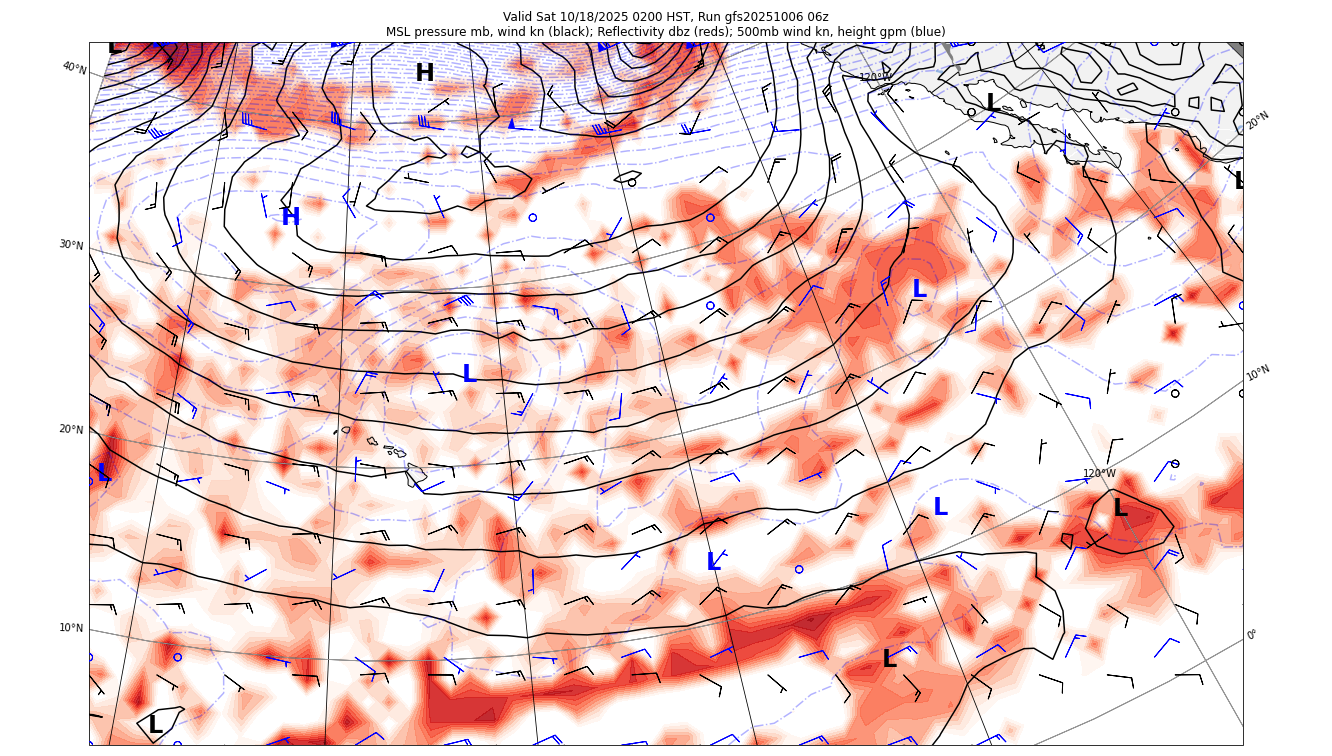 Valid Sat 10/18/2025 0200 HST, Run gfs20251006 06z
MSL pressure mb, wind kn (black); Reflectivity dbz (reds); 500mb wind kn, height gpm (blue)
L
40°N
H
120°W
L
20°N
L
H
30°N
L
10°N
L
20°N
L
120°W
L
L
L
10°N
0°
L
L